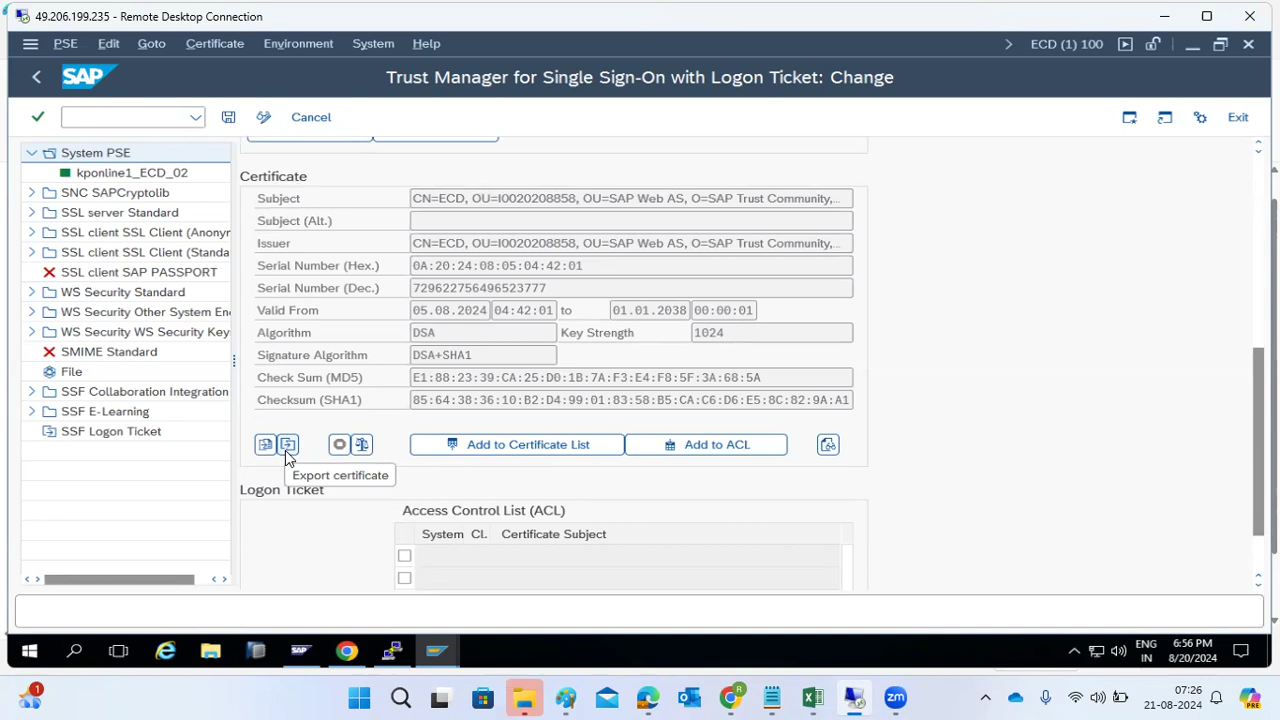 49.206.199.235 - Remote Desktop Connection
PSE Edit Goto Certificate Environment System Help ECD (1) 100
SAP Trust Manager for Single Sign-On with Logon Ticket: Change
Cancel Exit
System PSE
kponline1_ECD_02
SNC SAPCryptolib
SSL server Standard
SSL client SSL Client (Anonyr
SSL client SSL Client (Standa
SSL client SAP PASSPORT
WS Security Standard
WS Security Other System En
WS Security WS Security Key
SMIME Standard
File
SSF Collaboration Integration
SSF E-Learning
SSF Logon Ticket
Certificate
Subject CN=ECD, OU=I0020208858, OU=SAP Web AS, O=SAP Trust Community,...
Subject (Alt.)
Issuer CN=ECD, OU=I0020208858, OU=SAP Web AS, O=SAP Trust Community,...
Serial Number (Hex.) 0A:20:24:08:05:04:42:01
Serial Number (Dec.) 729622756496523777
Valid From 05.08.2024 04:42:01 to 01.01.2038 00:00:01
Algorithm DSA Key Strength 1024
Signature Algorithm DSA+SHA1
Check Sum (MD5) E1:88:23:39:CA:25:D0:1B:7A:F3:E4:F8:5F:3A:68:5A
Checksum (SHA1) 85:64:38:36:10:B2:D4:99:01:83:58:B5:CA:C6:D6:E5:8C:82:9A:A1
Add to Certificate List Add to ACL
Export certificate
Logon Ticket
Access Control List (ACL)
System CL Certificate Subject
ENG
IN
6:56 PM
8/20/2024
1
07:26
21-08-2024
PRE